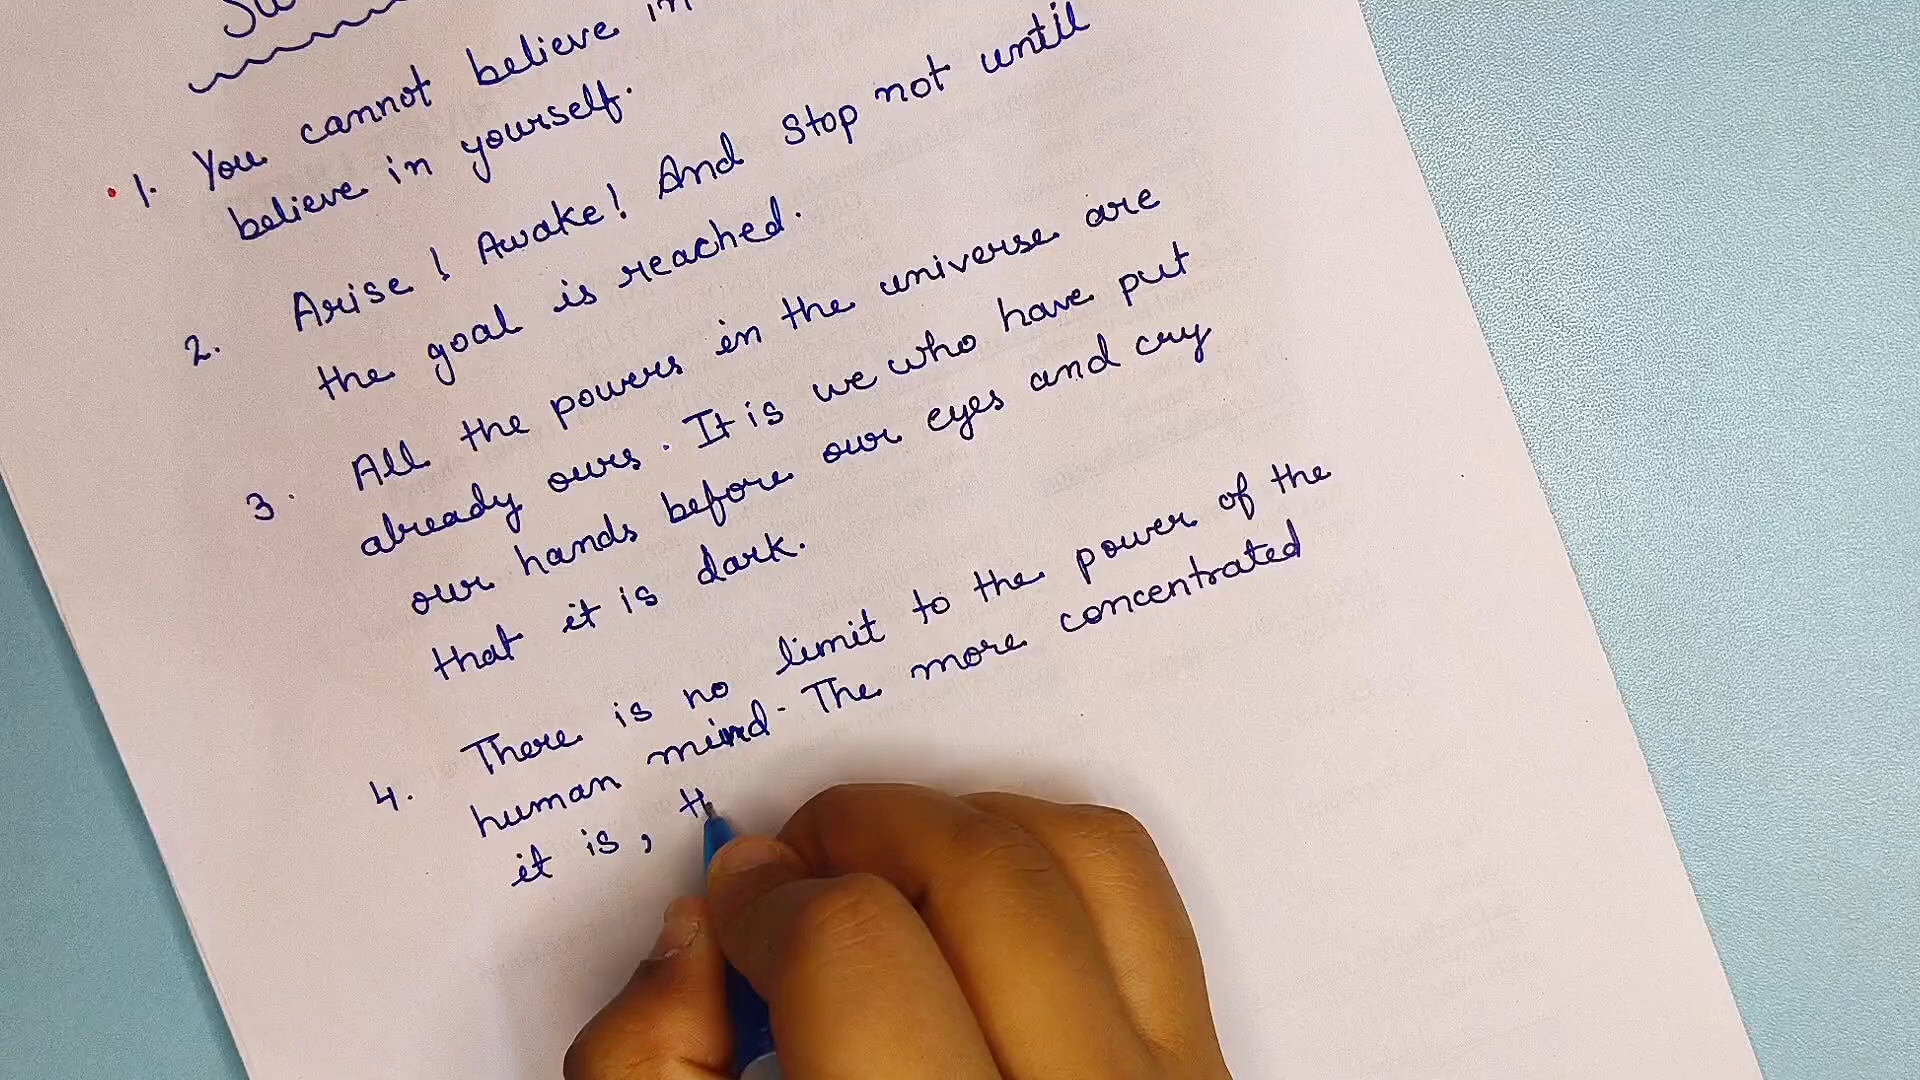 1. You cannot believe in
believe in yourself.
2. Arise! Awake! And stop not until
the goal is reached.
3. All the powers in the universe are
already ours. It is we who have put
our hands before our eyes and cry
that it is dark.
4. There is no limit to the power of the
human mind. The more concentrated
it is,